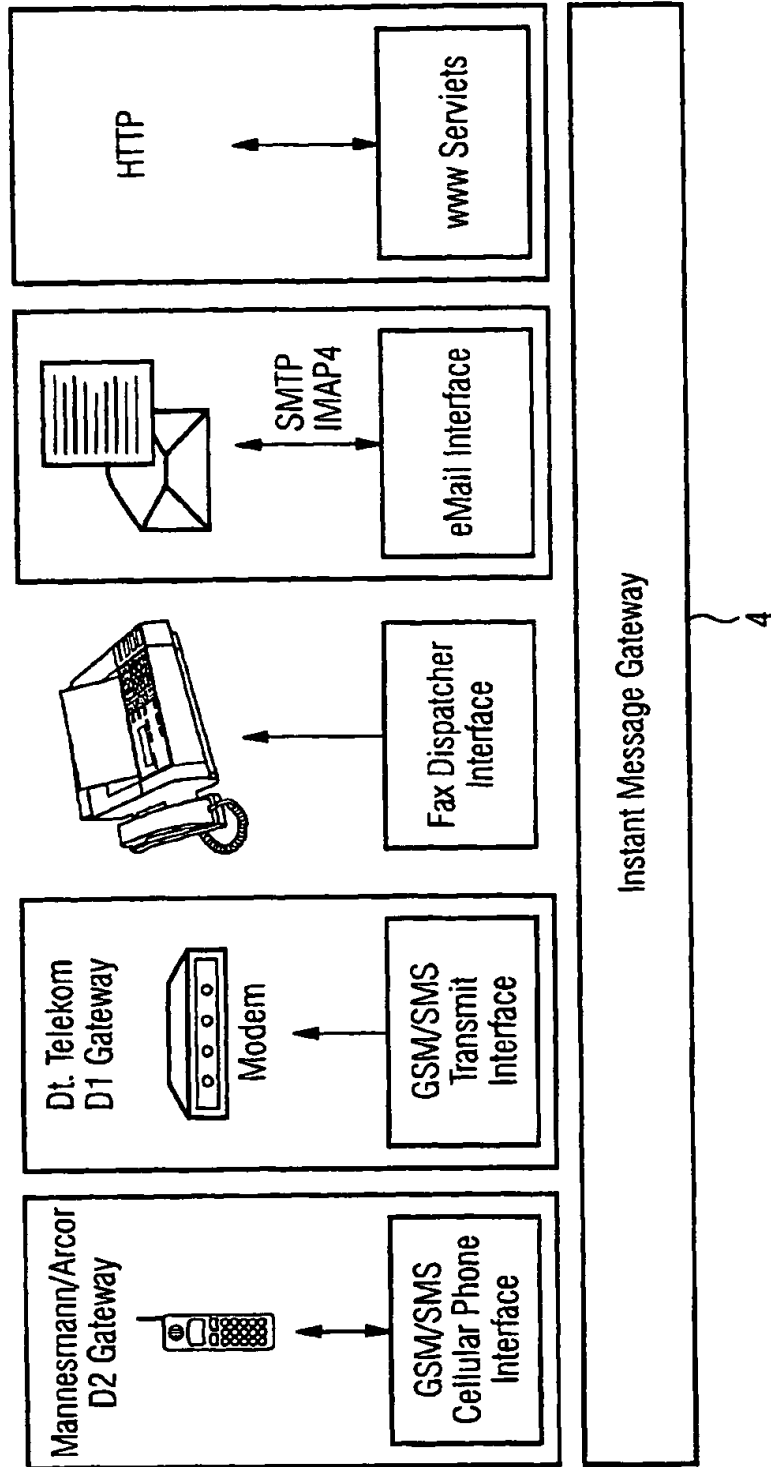 Mannesmann/Arcor
D2 Gateway
GSM/SMS
Cellular Phone
Interface
Dt. Telekom
D1 Gateway
Modem
GSM/SMS
Transmit
Interface
Fax Dispatcher
Interface
SMTP
IMAP4
eMail Interface
HTTP
www Serviets
Instant Message Gateway
4